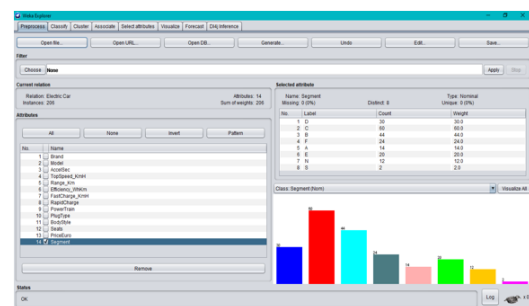 Weka Explorer
Preprocess Classify Cluster Associate Select attributes Visualize Forecast
Open file... Open URL... Open DB... Generate... Undo Edit... Save...
Filter
Choose None Apply Stop
Current relation
Relation: Electric Car Attributes: 14
Instances: 206 Sum of weights: 206
Attributes
All None Invert Pattern
No. Name
1 Brand
2 Model
3 AccelSec
4 TopSpeed_KmH
5 Range_Km
6 Efficiency_WhKm
7 FastCharge_KmH
8 RapidCharge
9 PowerTrain
10 PlugType
11 BodyStyle
12 Seats
13 PriceEuro
14 Segment
Remove
Status
OK
Selected attribute
Name: Segment Type: Nominal
Missing: 0 (0%) Distinct: 8 Unique: 0 (0%)
No. Label Count Weight
1 D 30 30.0
2 C 60 60.0
3 B 44 44.0
4 F 24 24.0
5 A 14 14.0
6 E 20 20.0
7 N 12 12.0
8 S 2 2.0
Class: Segment (Nom) Visualize All
Log